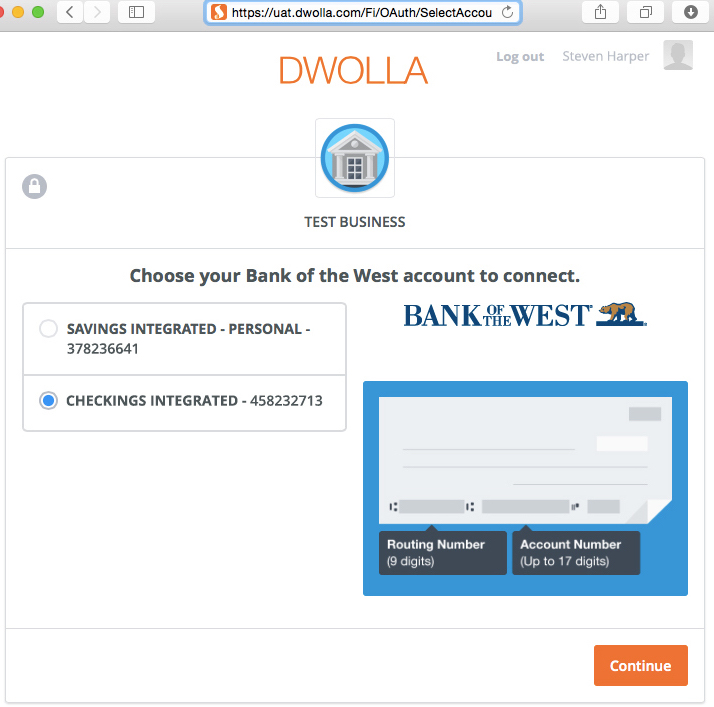 https://uat.dwolla.com/Fi/OAuth/SelectAccou
DWOLLA
Log out Steven Harper
TEST BUSINESS
Choose your Bank of the West account to connect.
SAVINGS INTEGRATED - PERSONAL -
378236641
CHECKINGS INTEGRATED - 458232713
BANK OF THE WEST
Routing Number
(9 digits)
Account Number
(Up to 17 digits)
Continue